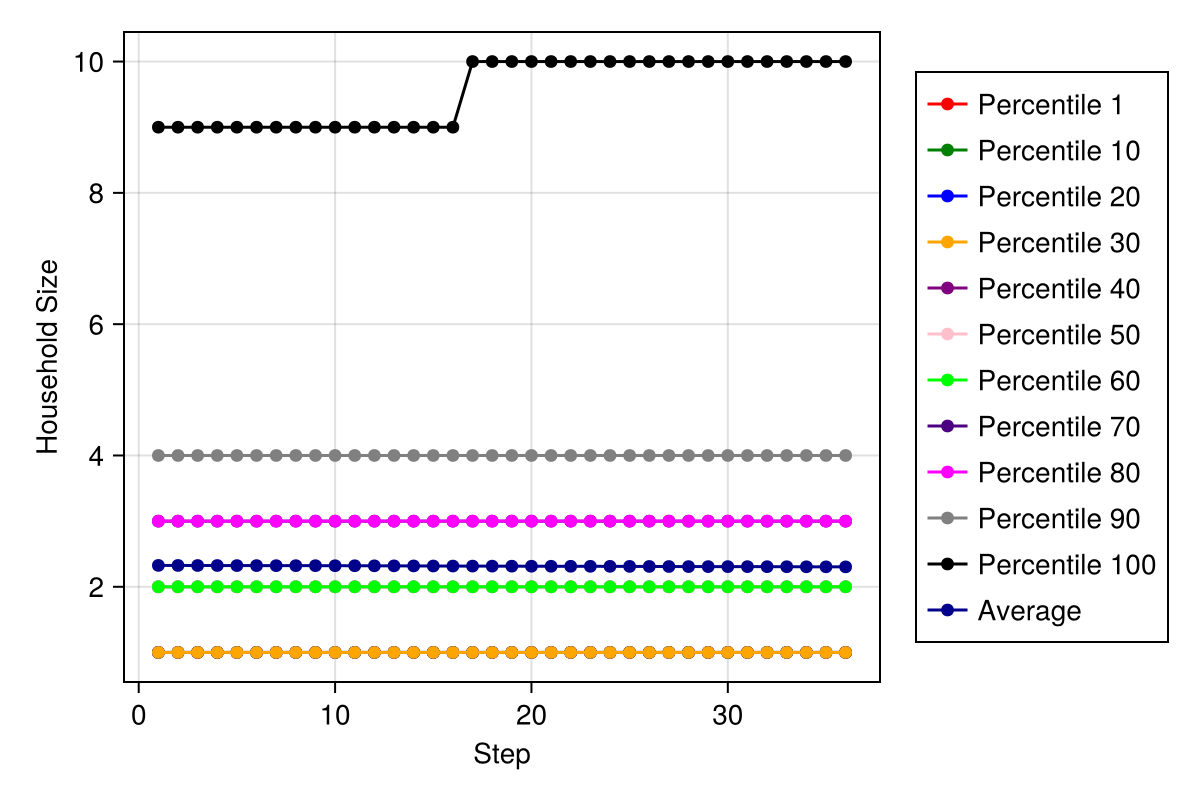 10
8
6
4
2
Household Size
0 10 20 30
Step
Percentile 1
Percentile 10
Percentile 20
Percentile 30
Percentile 40
Percentile 50
Percentile 60
Percentile 70
Percentile 80
Percentile 90
Percentile 100
Average